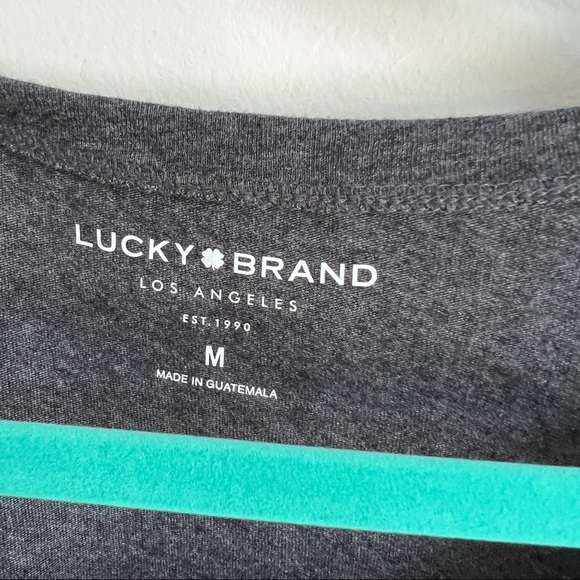 LUCKY BRAND
LOS ANGELES
EST.1990
M
MADE IN GUATEMALA